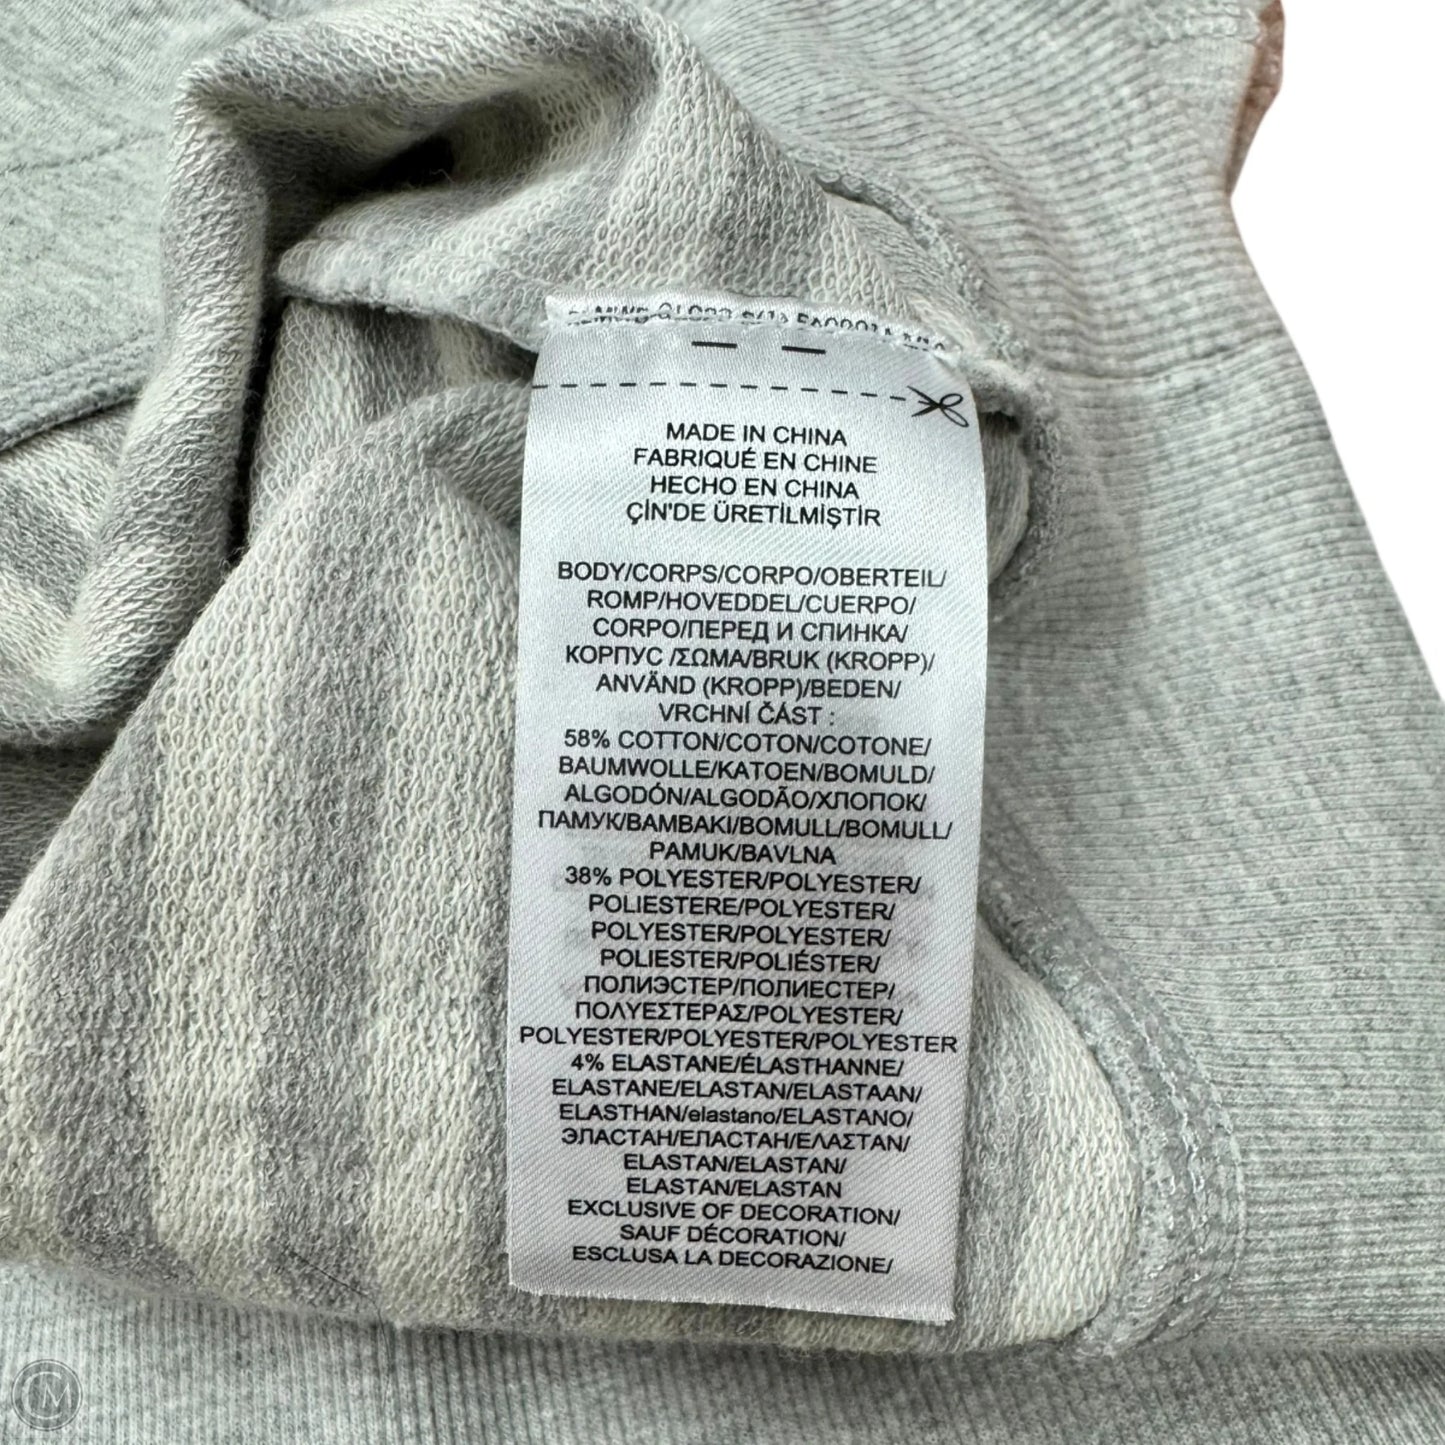 MADE IN CHINA
FABRIQUÉ EN CHINE
HECHO EN CHINA
ÇİN'DE ÜRETİLMİŞTİR
BODY/CORPS/CORPO/OBERTEIL/
ROMP/HOVEDDEL/CUERPO/
CORPO/ПЕРЕД И СПИНКА/
КОРПУС /ΣΩΜΑ/BRUK (KROPP)/
ANVÄND (KROPP)/BEDEN/
VRCHNÍ ČÁST :
58% COTTON/COTON/COTONE/
BAUMWOLLE/KATOEN/BOMULD/
ALGODÓN/ALGODÃO/ХЛОПОК/
ПАМУК/ΒΑΜΒΑΚΙ/BOMULL/BOMULL/
PAMUK/BAVLNA
38% POLYESTER/POLYESTER/
POLIESTERE/POLYESTER/
POLYESTER/POLYESTER/
POLIESTER/POLIÉSTER/
ПОЛИЭСТЕР/ПОЛИЕСТЕР/
ΠΟΛΥΕΣΤΕΡΑΣ/POLYESTER/
POLYESTER/POLYESTER/POLYESTER
4% ELASTANE/ÉLASTHANNE/
ELASTANE/ELASTAN/ELASTAAN/
ELASTHAN/elastano/ELASTANO/
ЭЛАСТАН/ЕЛАСТАН/ΕΛΑΣΤΑΝ/
ELASTAN/ELASTAN/
ELASTAN/ELASTAN
EXCLUSIVE OF DECORATION/
SAUF DÉCORATION/
ESCLUSA LA DECORAZIONE/
CM